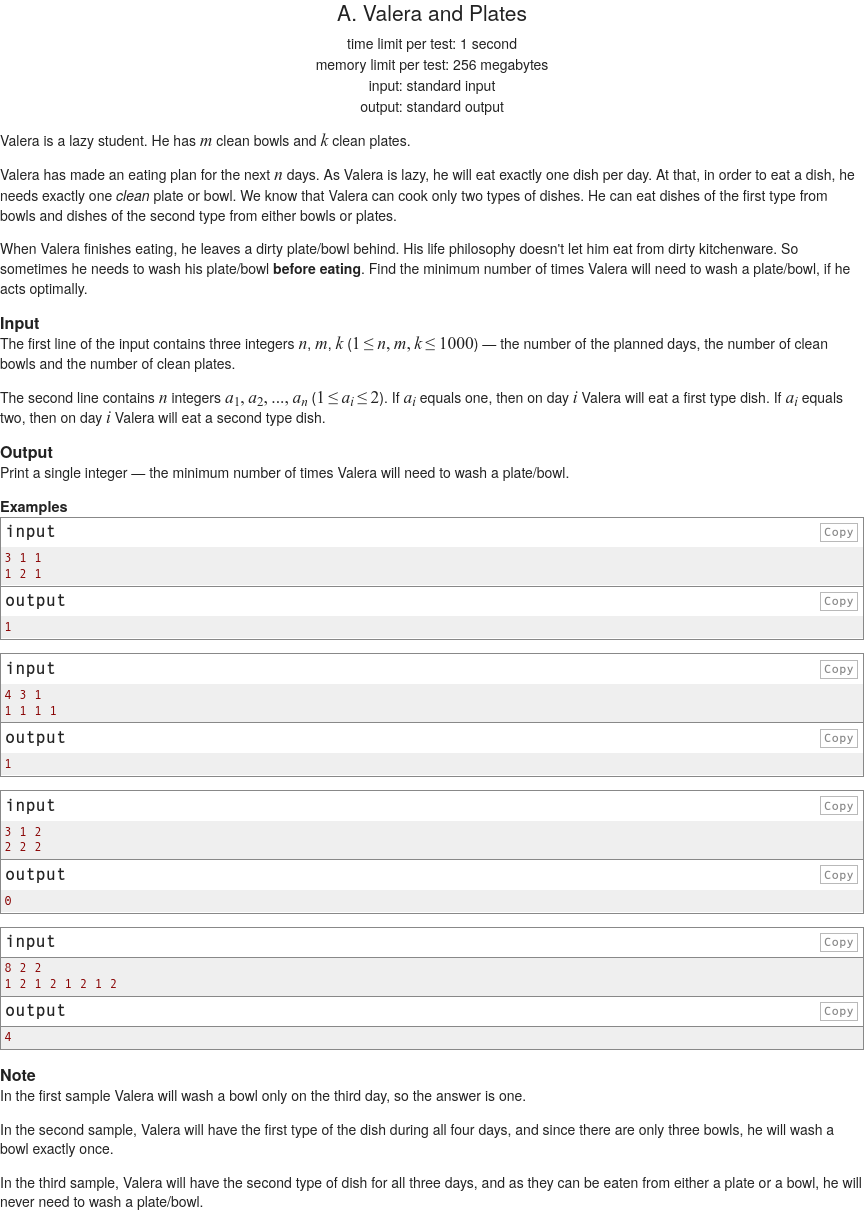 A. Valera and Plates
time limit per test: 1 second
memory limit per test: 256 megabytes
input: standard input
output: standard output
Valera is a lazy student. He has m clean bowls and k clean plates.
Valera has made an eating plan for the next n days. As Valera is lazy, he will eat exactly one dish per day. At that, in order to eat a dish, he
needs exactly one clean plate or bowl. We know that Valera can cook only two types of dishes. He can eat dishes of the first type from
bowls and dishes of the second type from either bowls or plates.
When Valera finishes eating, he leaves a dirty plate/bowl behind. His life philosophy doesn't let him eat from dirty kitchenware. So
sometimes he needs to wash his plate/bowl before eating. Find the minimum number of times Valera will need to wash a plate/bowl, if he
acts optimally.
Input
The first line of the input contains three integers n, m, k (1 ≤ n, m, k ≤ 1000) — the number of the planned days, the number of clean
bowls and the number of clean plates.
The second line contains n integers a1, a2, ..., an (1 ≤ ai ≤ 2). If ai equals one, then on day i Valera will eat a first type dish. If ai equals
two, then on day i Valera will eat a second type dish.
Output
Print a single integer — the minimum number of times Valera will need to wash a plate/bowl.
Examples
input Copy
3 1 1
1 2 1
output Copy
1
input Copy
4 3 1
1 1 1 1
output Copy
1
input Copy
3 1 2
2 2 2
output Copy
0
input Copy
8 2 2
1 2 1 2 1 2 1 2
output Copy
4
Note
In the first sample Valera will wash a bowl only on the third day, so the answer is one.
In the second sample, Valera will have the first type of the dish during all four days, and since there are only three bowls, he will wash a
bowl exactly once.
In the third sample, Valera will have the second type of dish for all three days, and as they can be eaten from either a plate or a bowl, he will
never need to wash a plate/bowl.